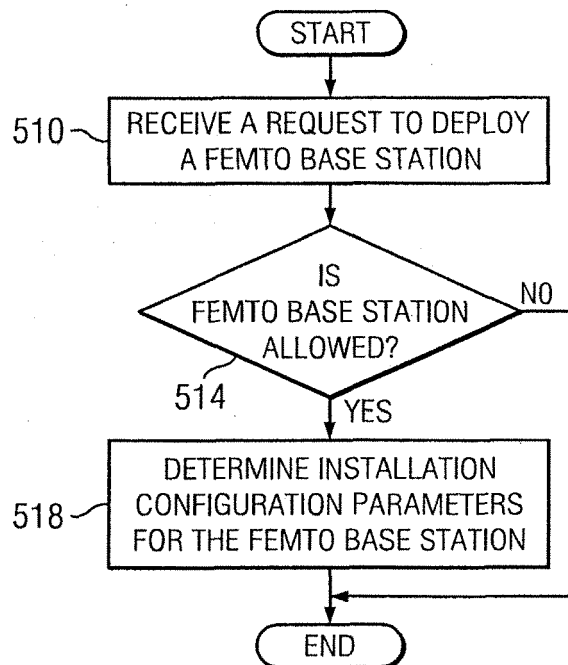 START
510
RECEIVE A REQUEST TO DEPLOY
A FEMTO BASE STATION
IS
FEMTO BASE STATION
ALLOWED?
NO
514
YES
518
DETERMINE INSTALLATION
CONFIGURATION PARAMETERS
FOR THE FEMTO BASE STATION
END